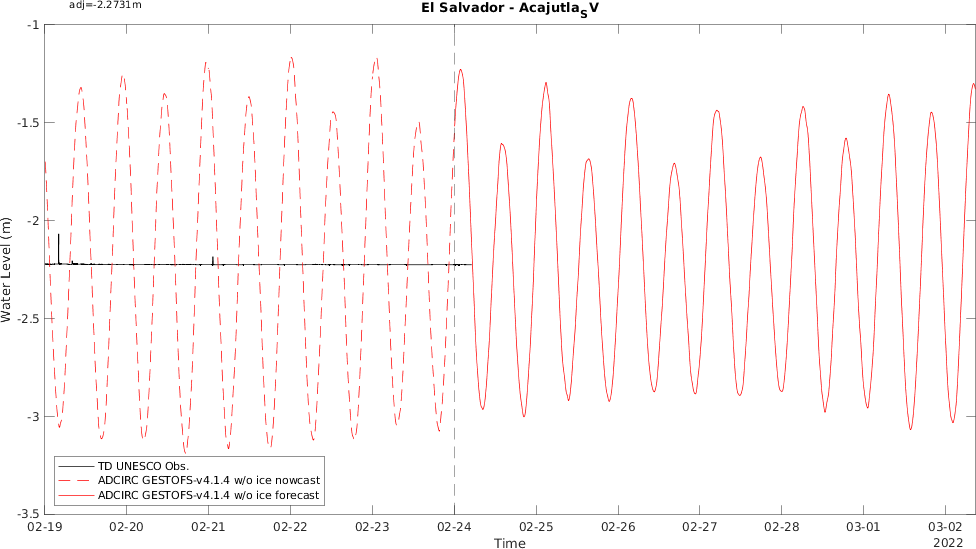 adj=-2.2731m
El Salvador - AcajutlaSV
-1
-1.5
-2
-2.5
-3
-3.5
Water Level (m)
TD UNESCO Obs.
ADCIRC GESTOFS-v4.1.4 w/o ice nowcast
ADCIRC GESTOFS-v4.1.4 w/o ice forecast
02-19 02-20 02-21 02-22 02-23 02-24 02-25 02-26 02-27 02-28 03-01 03-02
Time
2022